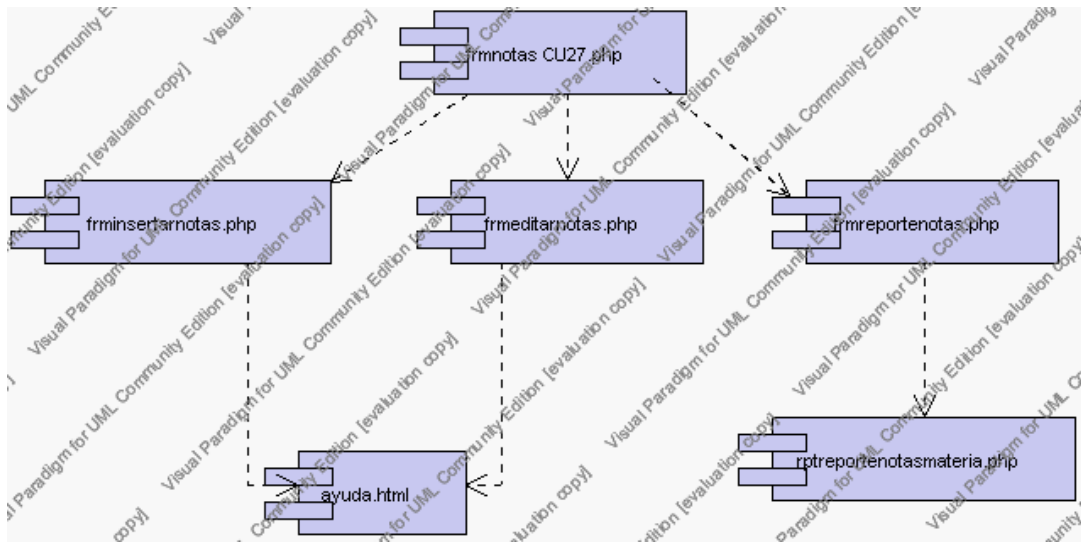 frmnotas CU27.php
frminsertarnotas.php
frmeditarnotas.php
frmreportenotas.php
ayuda.html
rptreportenotasmateria.php
Visual Paradigm for UML Community Edition [evaluation copy]